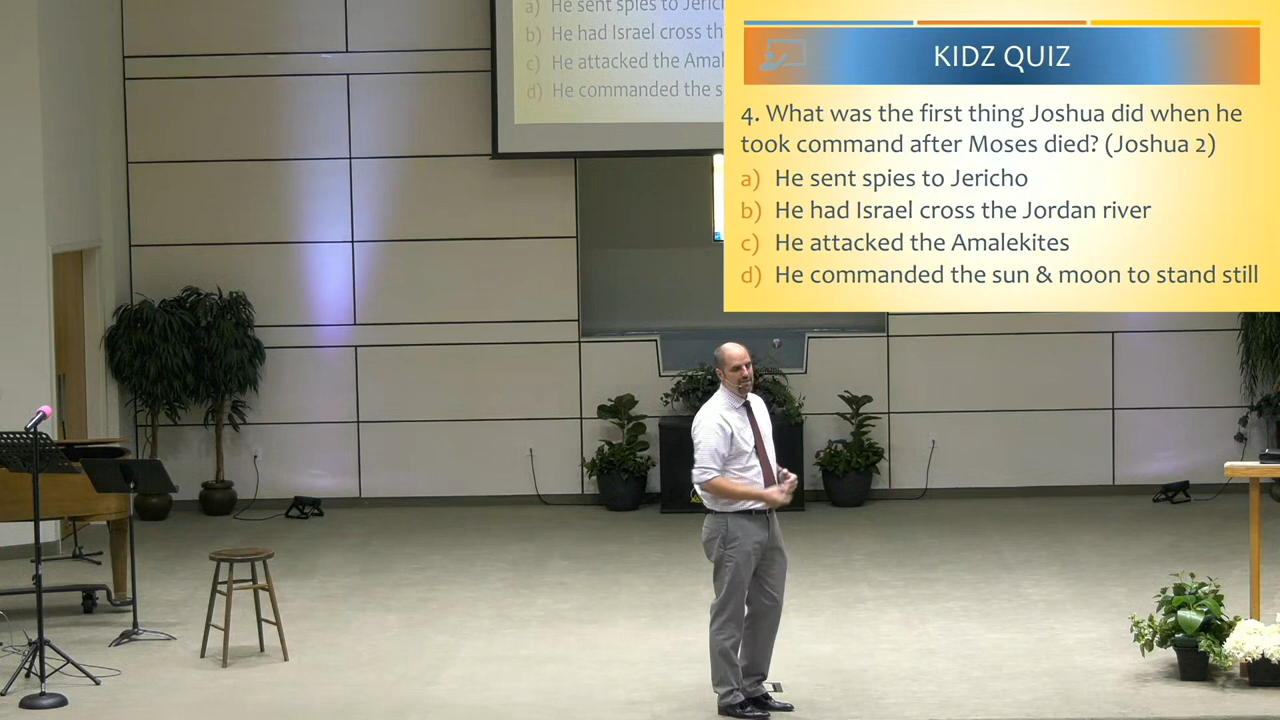 a) He sent spies to Jeric
b) He had Israel cross th
c) He attacked the Amal
d) He commanded the s
KIDZ QUIZ
4. What was the first thing Joshua did when he
took command after Moses died? (Joshua 2)
a) He sent spies to Jericho
b) He had Israel cross the Jordan river
c) He attacked the Amalekites
d) He commanded the sun & moon to stand still